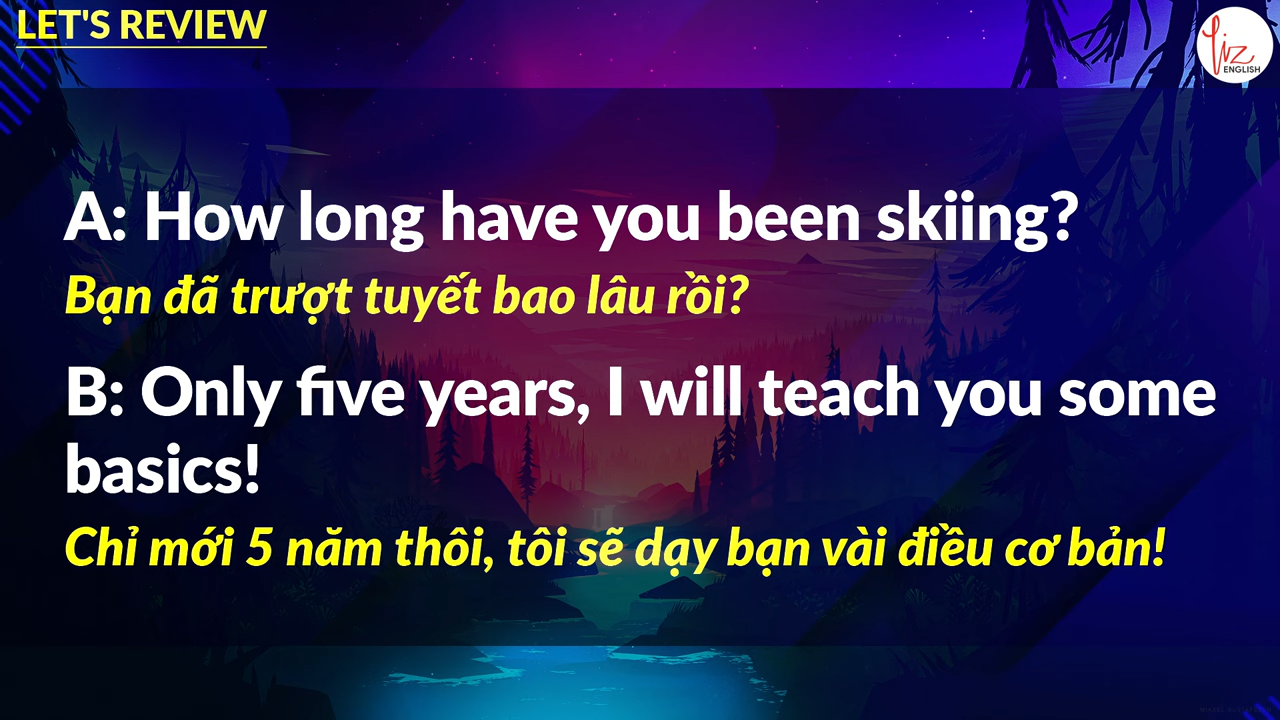 LET'S REVIEW
Liz
ENGLISH
A: How long have you been skiing?
Bạn đã trượt tuyết bao lâu rồi?
B: Only five years, I will teach you some
basics!
Chỉ mới 5 năm thôi, tôi sẽ dạy bạn vài điều cơ bản!